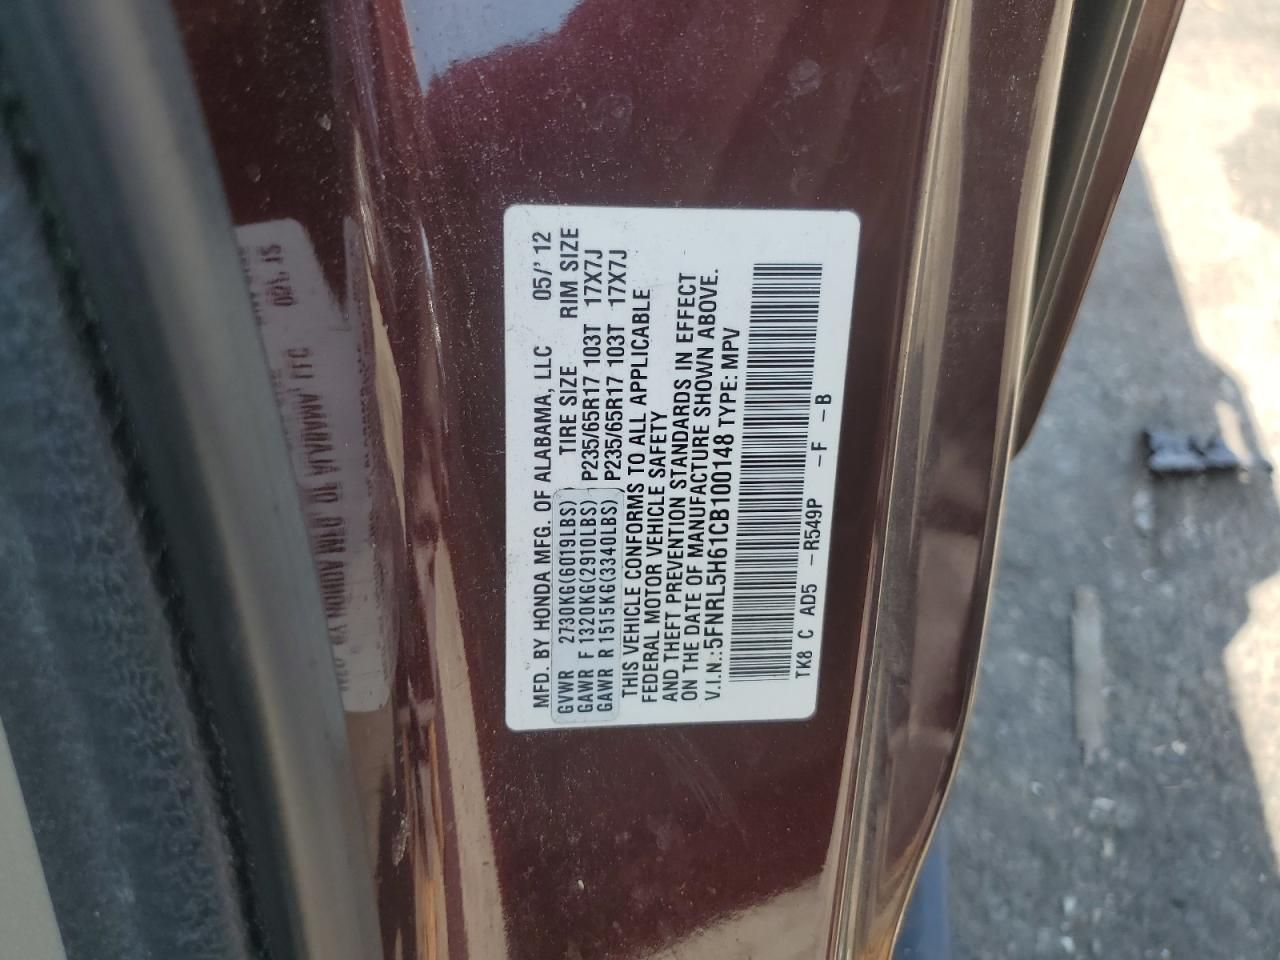 MFD. BY HONDA MFG. OF ALABAMA, LLC 05/' 12
GVWR 2730KG(6019LBS) TIRE SIZE RIM SIZE
GAWR F 1320KG(2910LBS) P235/65R17 103T 17X7J
GAWR R 1515KG(3340LBS) P235/65R17 103T 17X7J
THIS VEHICLE CONFORMS TO ALL APPLICABLE
FEDERAL MOTOR VEHICLE SAFETY
AND THEFT PREVENTION STANDARDS IN EFFECT
ON THE DATE OF MANUFACTURE SHOWN ABOVE.
V.I.N.:5FNRL5H61CB100148 TYPE: MPV
TK8 C AD5 -R549P -F -B